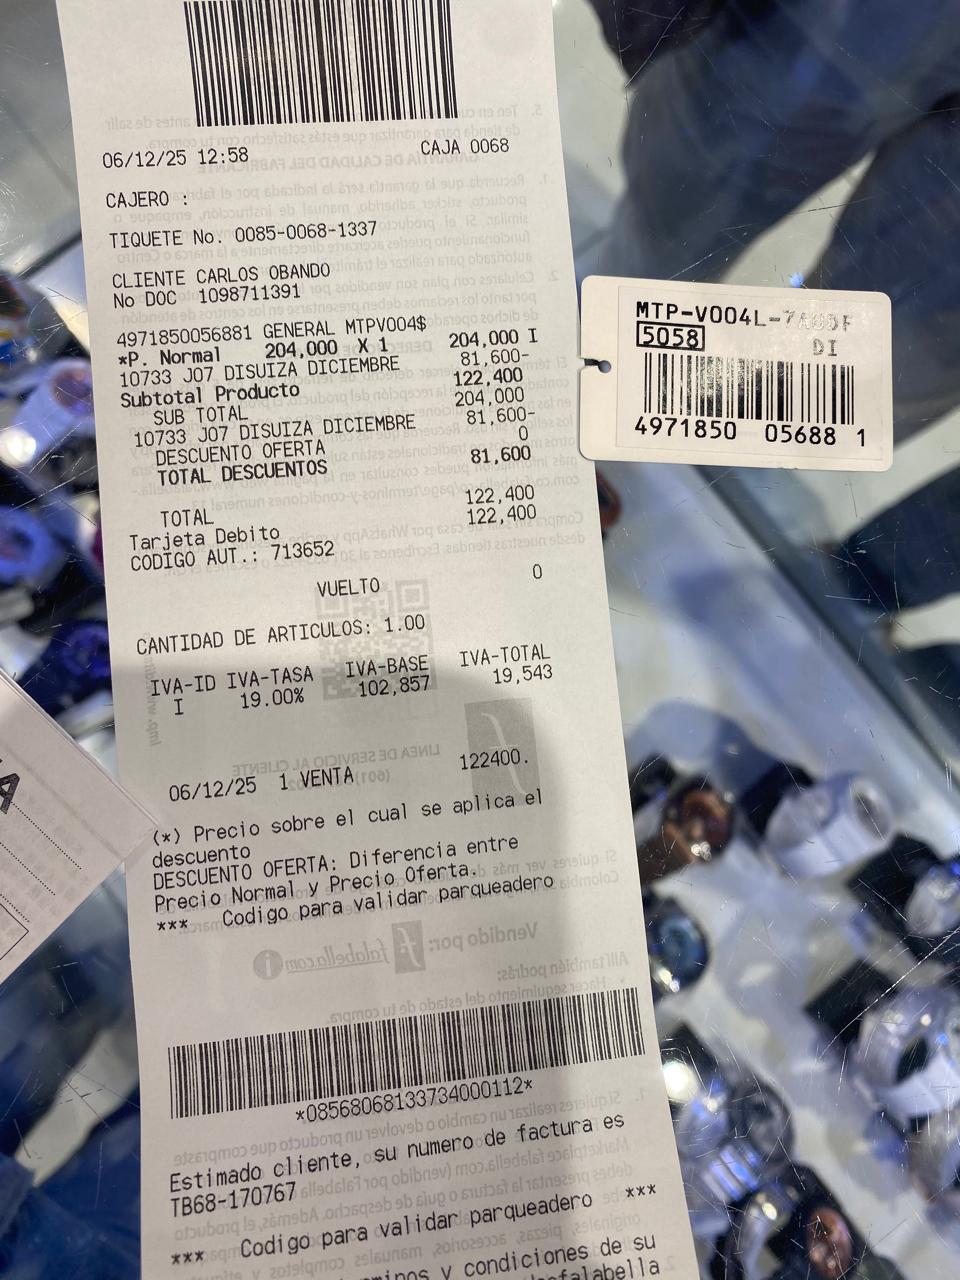 06/12/25 12:58 CAJA 0068
CAJERO :
TIQUETE No. 0085-0068-1337
CLIENTE CARLOS OBANDO
No DOC 1098711391
4971850056881 GENERAL MTPV004$
*P. Normal 204,000 X 1 204,000 I
10733 J07 DISUIZA DICIEMBRE 81,600-
Subtotal Producto 122,400
SUB TOTAL 204,000
10733 J07 DISUIZA DICIEMBRE 81,600-
DESCUENTO OFERTA 0
TOTAL DESCUENTOS 81,600
TOTAL 122,400
Tarjeta Debito 122,400
CODIGO AUT.: 713652
VUELTO 0
CANTIDAD DE ARTICULOS: 1.00
IVA-ID IVA-TASA IVA-BASE IVA-TOTAL
I 19.00% 102,857 19,543
06/12/25 1 VENTA 122400.
(*) Precio sobre el cual se aplica el
descuento
DESCUENTO OFERTA: Diferencia entre
Precio Normal y Precio Oferta.
*** Codigo para validar parqueadero
*08568068133734000112*
Estimado cliente, su numero de factura es
TB68-170767
*** Codigo para validar parqueadero ***
y condiciones de su
MTP-V004L-
5058
DI
4971850 05688 1